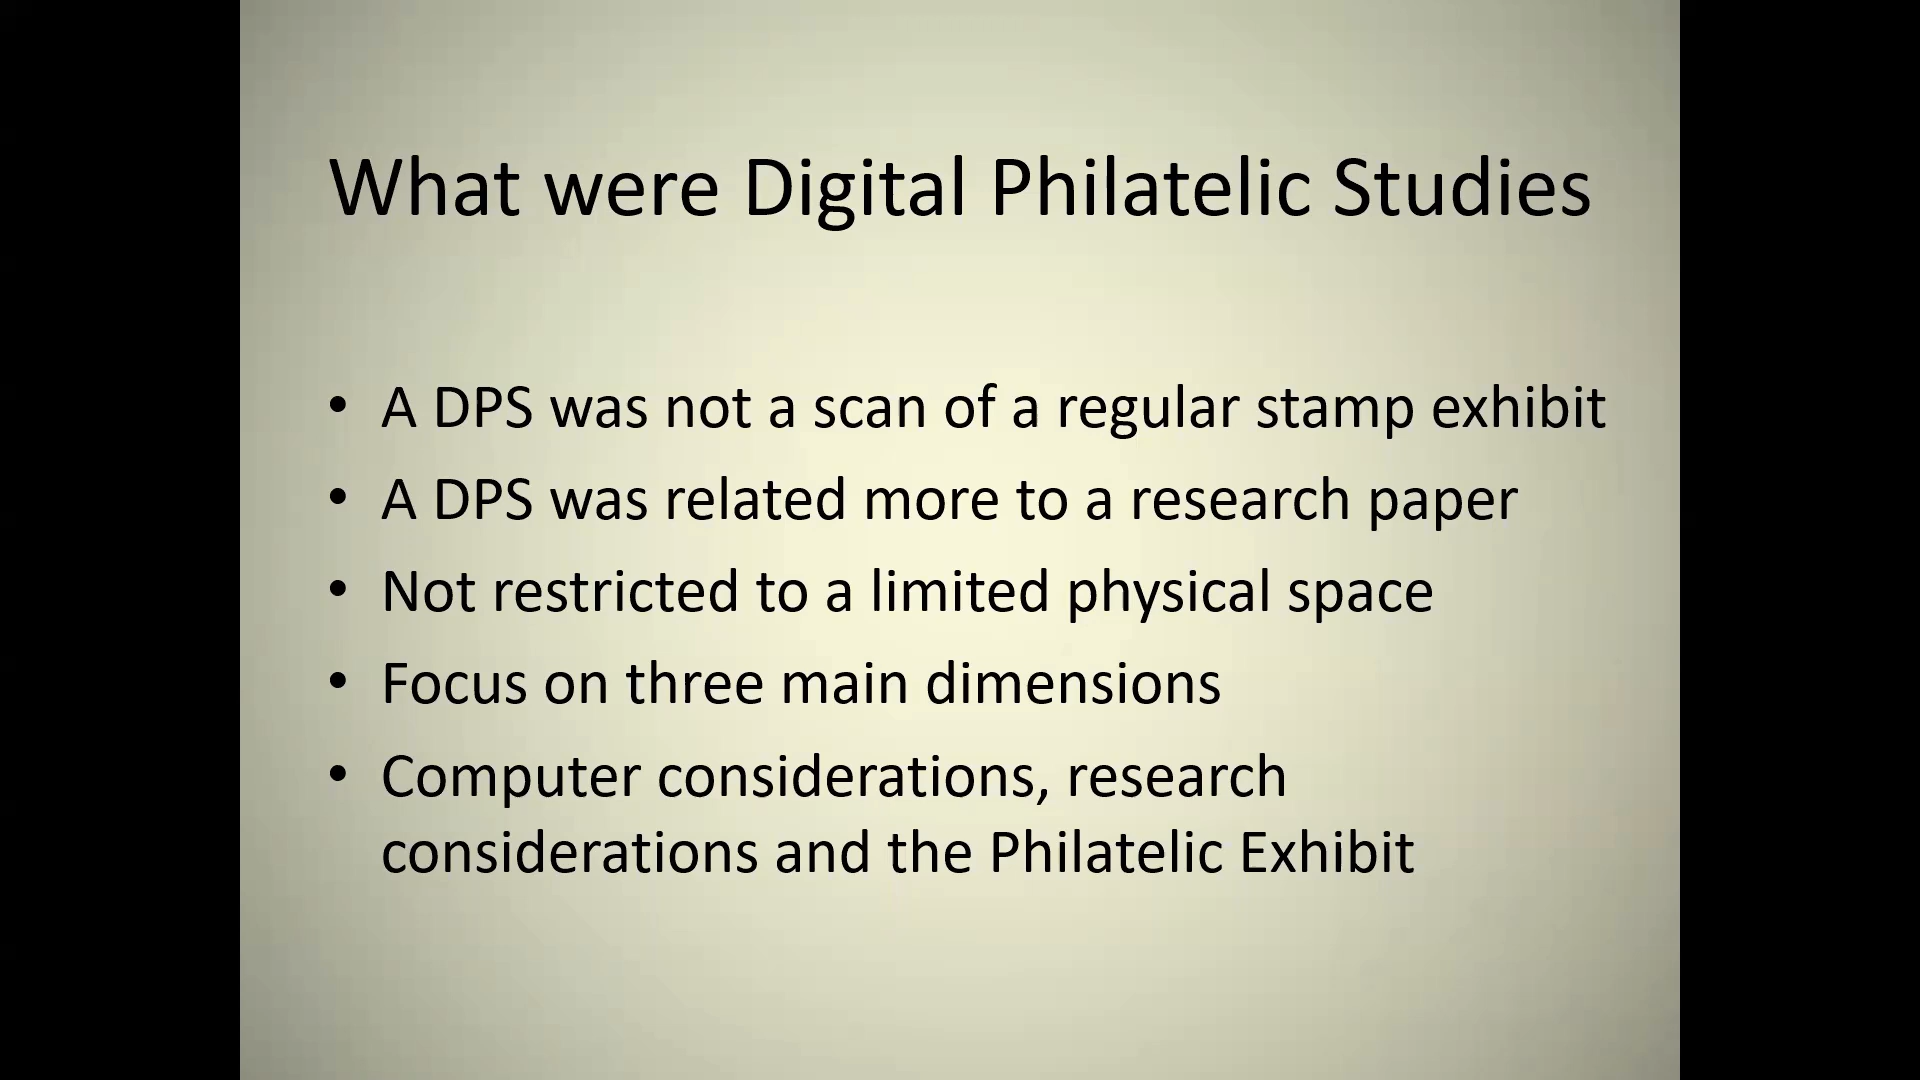 What were Digital Philatelic Studies
• A DPS was not a scan of a regular stamp exhibit
• A DPS was related more to a research paper
• Not restricted to a limited physical space
• Focus on three main dimensions
• Computer considerations, research
considerations and the Philatelic Exhibit